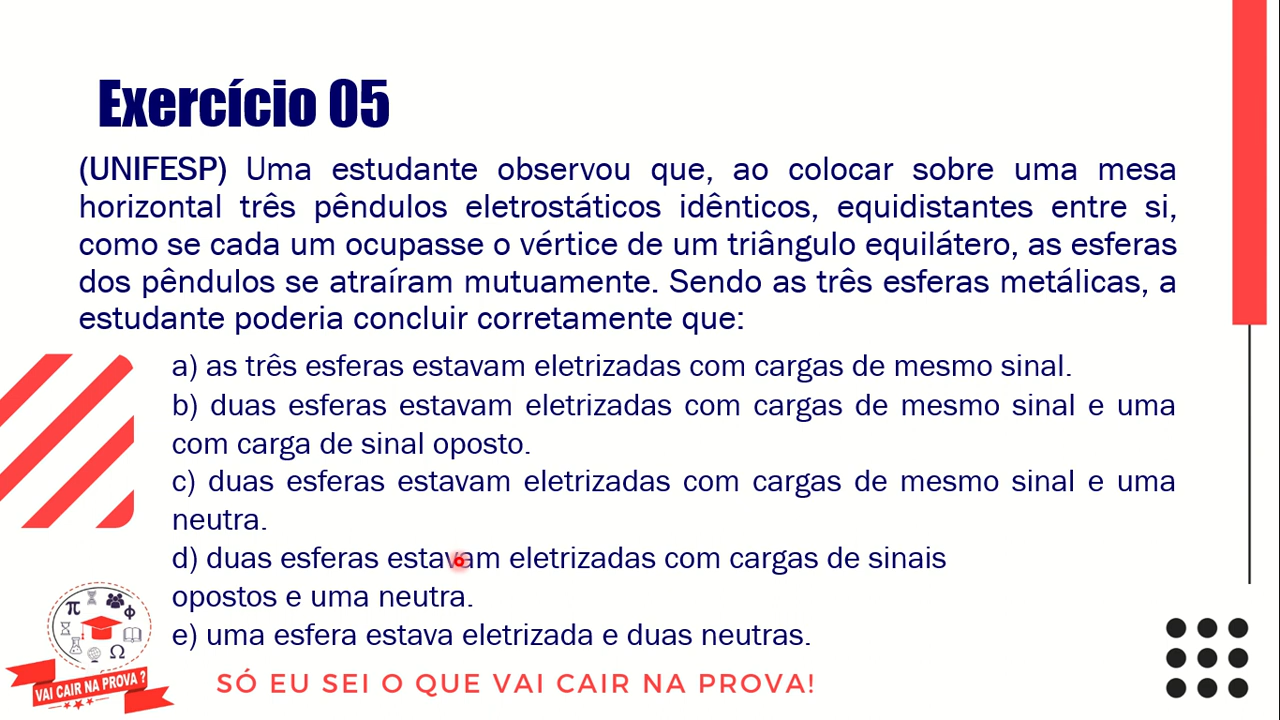 Exercício 05
(UNIFESP) Uma estudante observou que, ao colocar sobre uma mesa
horizontal três pêndulos eletrostáticos idênticos, equidistantes entre si,
como se cada um ocupasse o vértice de um triângulo equilátero, as esferas
dos pêndulos se atraíram mutuamente. Sendo as três esferas metálicas, a
estudante poderia concluir corretamente que:
a) as três esferas estavam eletrizadas com cargas de mesmo sinal.
b) duas esferas estavam eletrizadas com cargas de mesmo sinal e uma
com carga de sinal oposto.
c) duas esferas estavam eletrizadas com cargas de mesmo sinal e uma
neutra.
d) duas esferas estavam eletrizadas com cargas de sinais
opostos e uma neutra.
e) uma esfera estava eletrizada e duas neutras.
π Φ
Ω
VAI CAIR NA PROVA ?
SÓ EU SEI O QUE VAI CAIR NA PROVA!